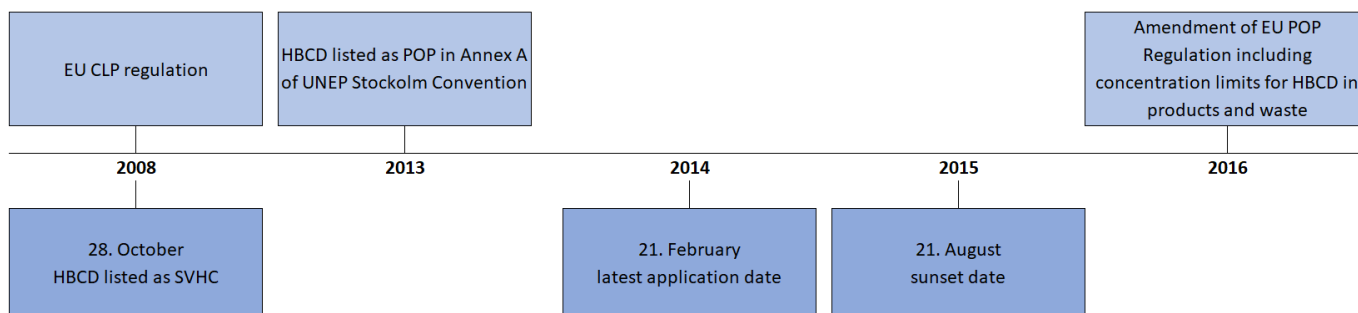 EU CLP regulation
HBCD listed as POP in Annex A
of UNEP Stockolm Convention
Amendment of EU POP
Regulation including
concentration limits for HBCD in
products and waste
2008
2013
2014
2015
2016
28. October
HBCD listed as SVHC
21. February
latest application date
21. August
sunset date